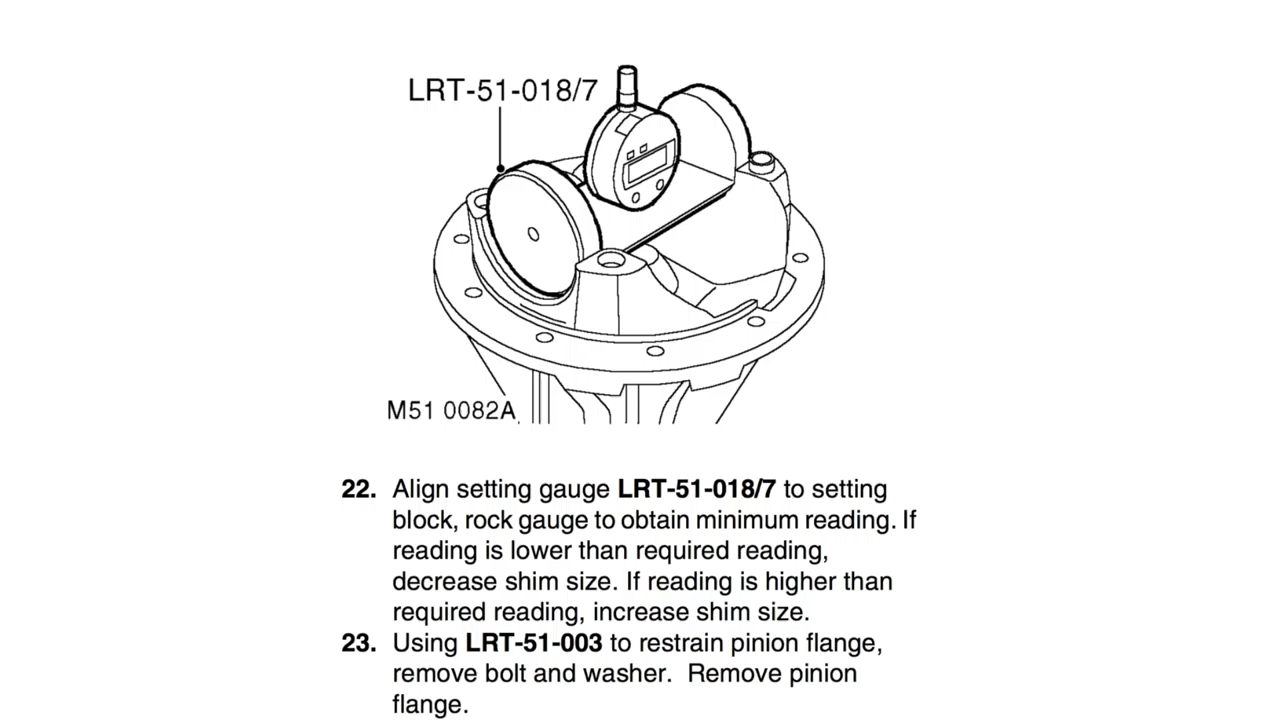 LRT-51-018/7
M51 0082A
22. Align setting gauge LRT-51-018/7 to setting
block, rock gauge to obtain minimum reading. If
reading is lower than required reading,
decrease shim size. If reading is higher than
required reading, increase shim size.
23. Using LRT-51-003 to restrain pinion flange,
remove bolt and washer.  Remove pinion
flange.